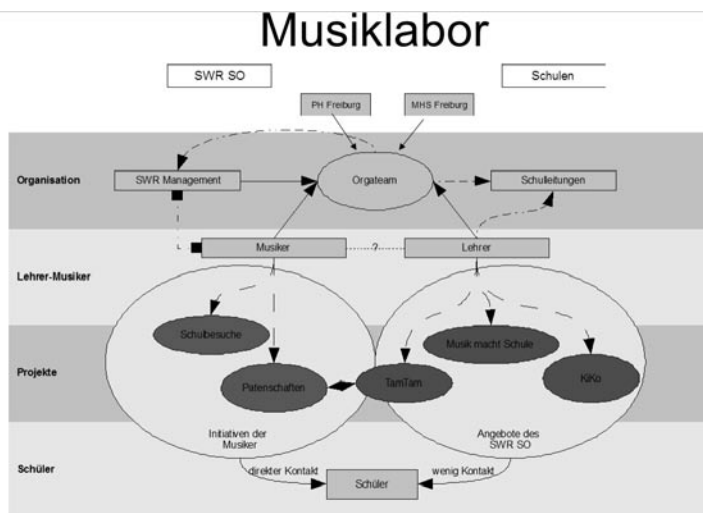 Musiklabor
SWR SO
Schulen
PH Freiburg
MHS Freiburg
Organisation
SWR Management
Orgateam
Schulleitungen
Musiker
?
Lehrer
Lehrer-Musiker
Schulbesuche
Musik macht Schule
Projekte
Patenschaften
TamTam
KiKo
Initiativen der
Musiker
Angebote des
SWR SO
direkter Kontakt
wenig Kontakt
Schüler
Schüler